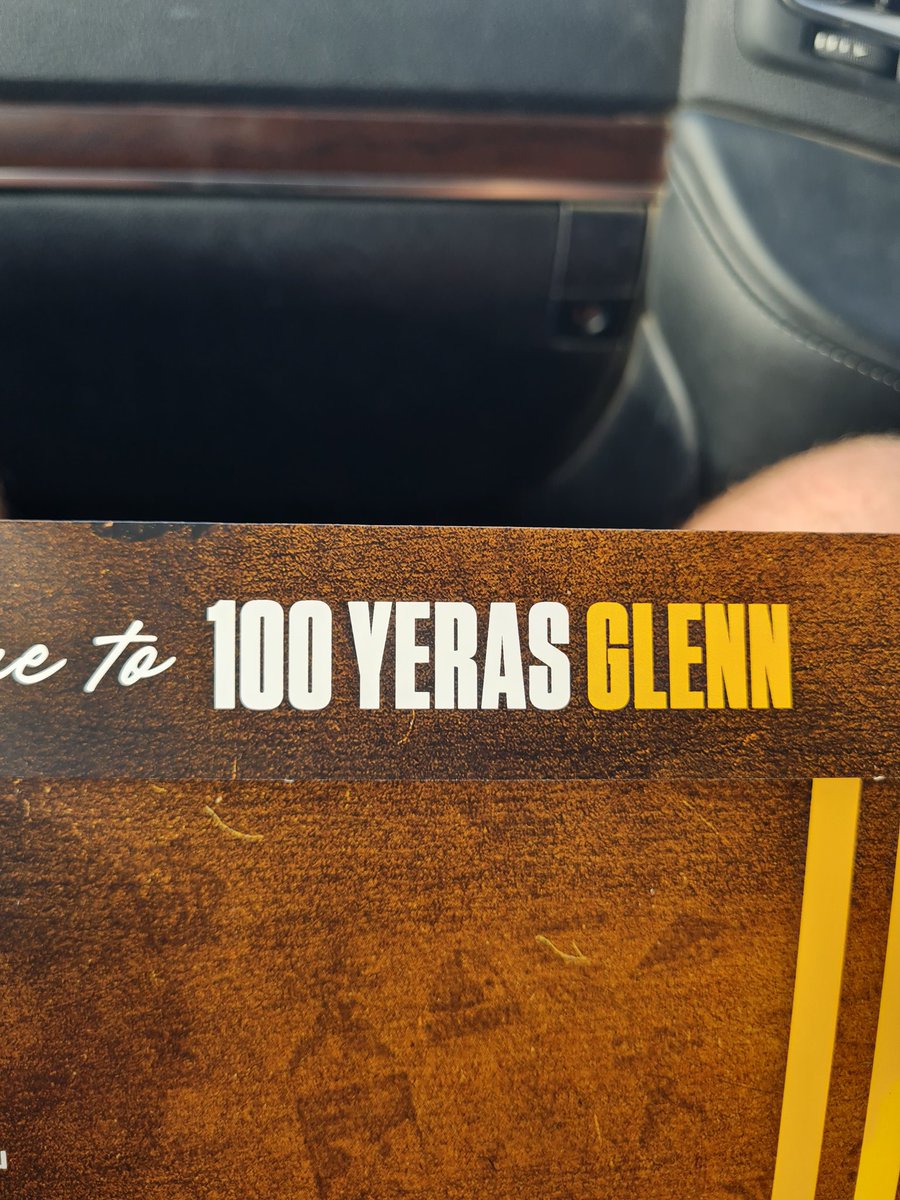 to 100 YERAS GLENN